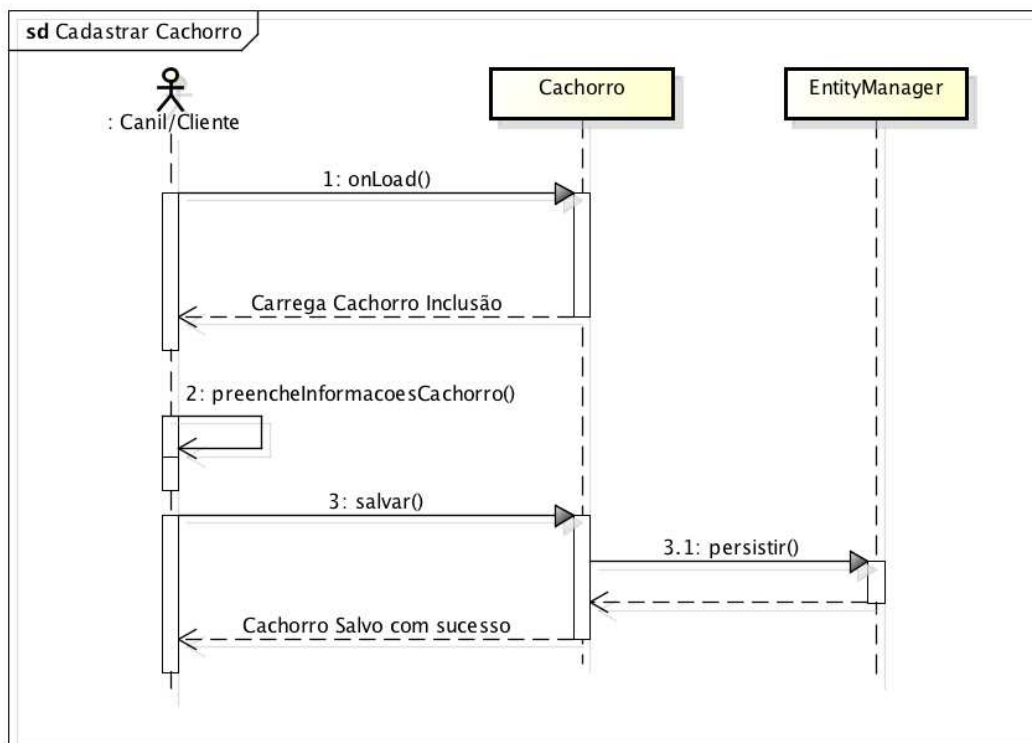 sd Cadastrar Cachorro
: Canil/Cliente
Cachorro
EntityManager
1: onLoad()
Carrega Cachorro Inclusão
2: preencheInformacoesCachorro()
3: salvar()
3.1: persistir()
Cachorro Salvo com sucesso